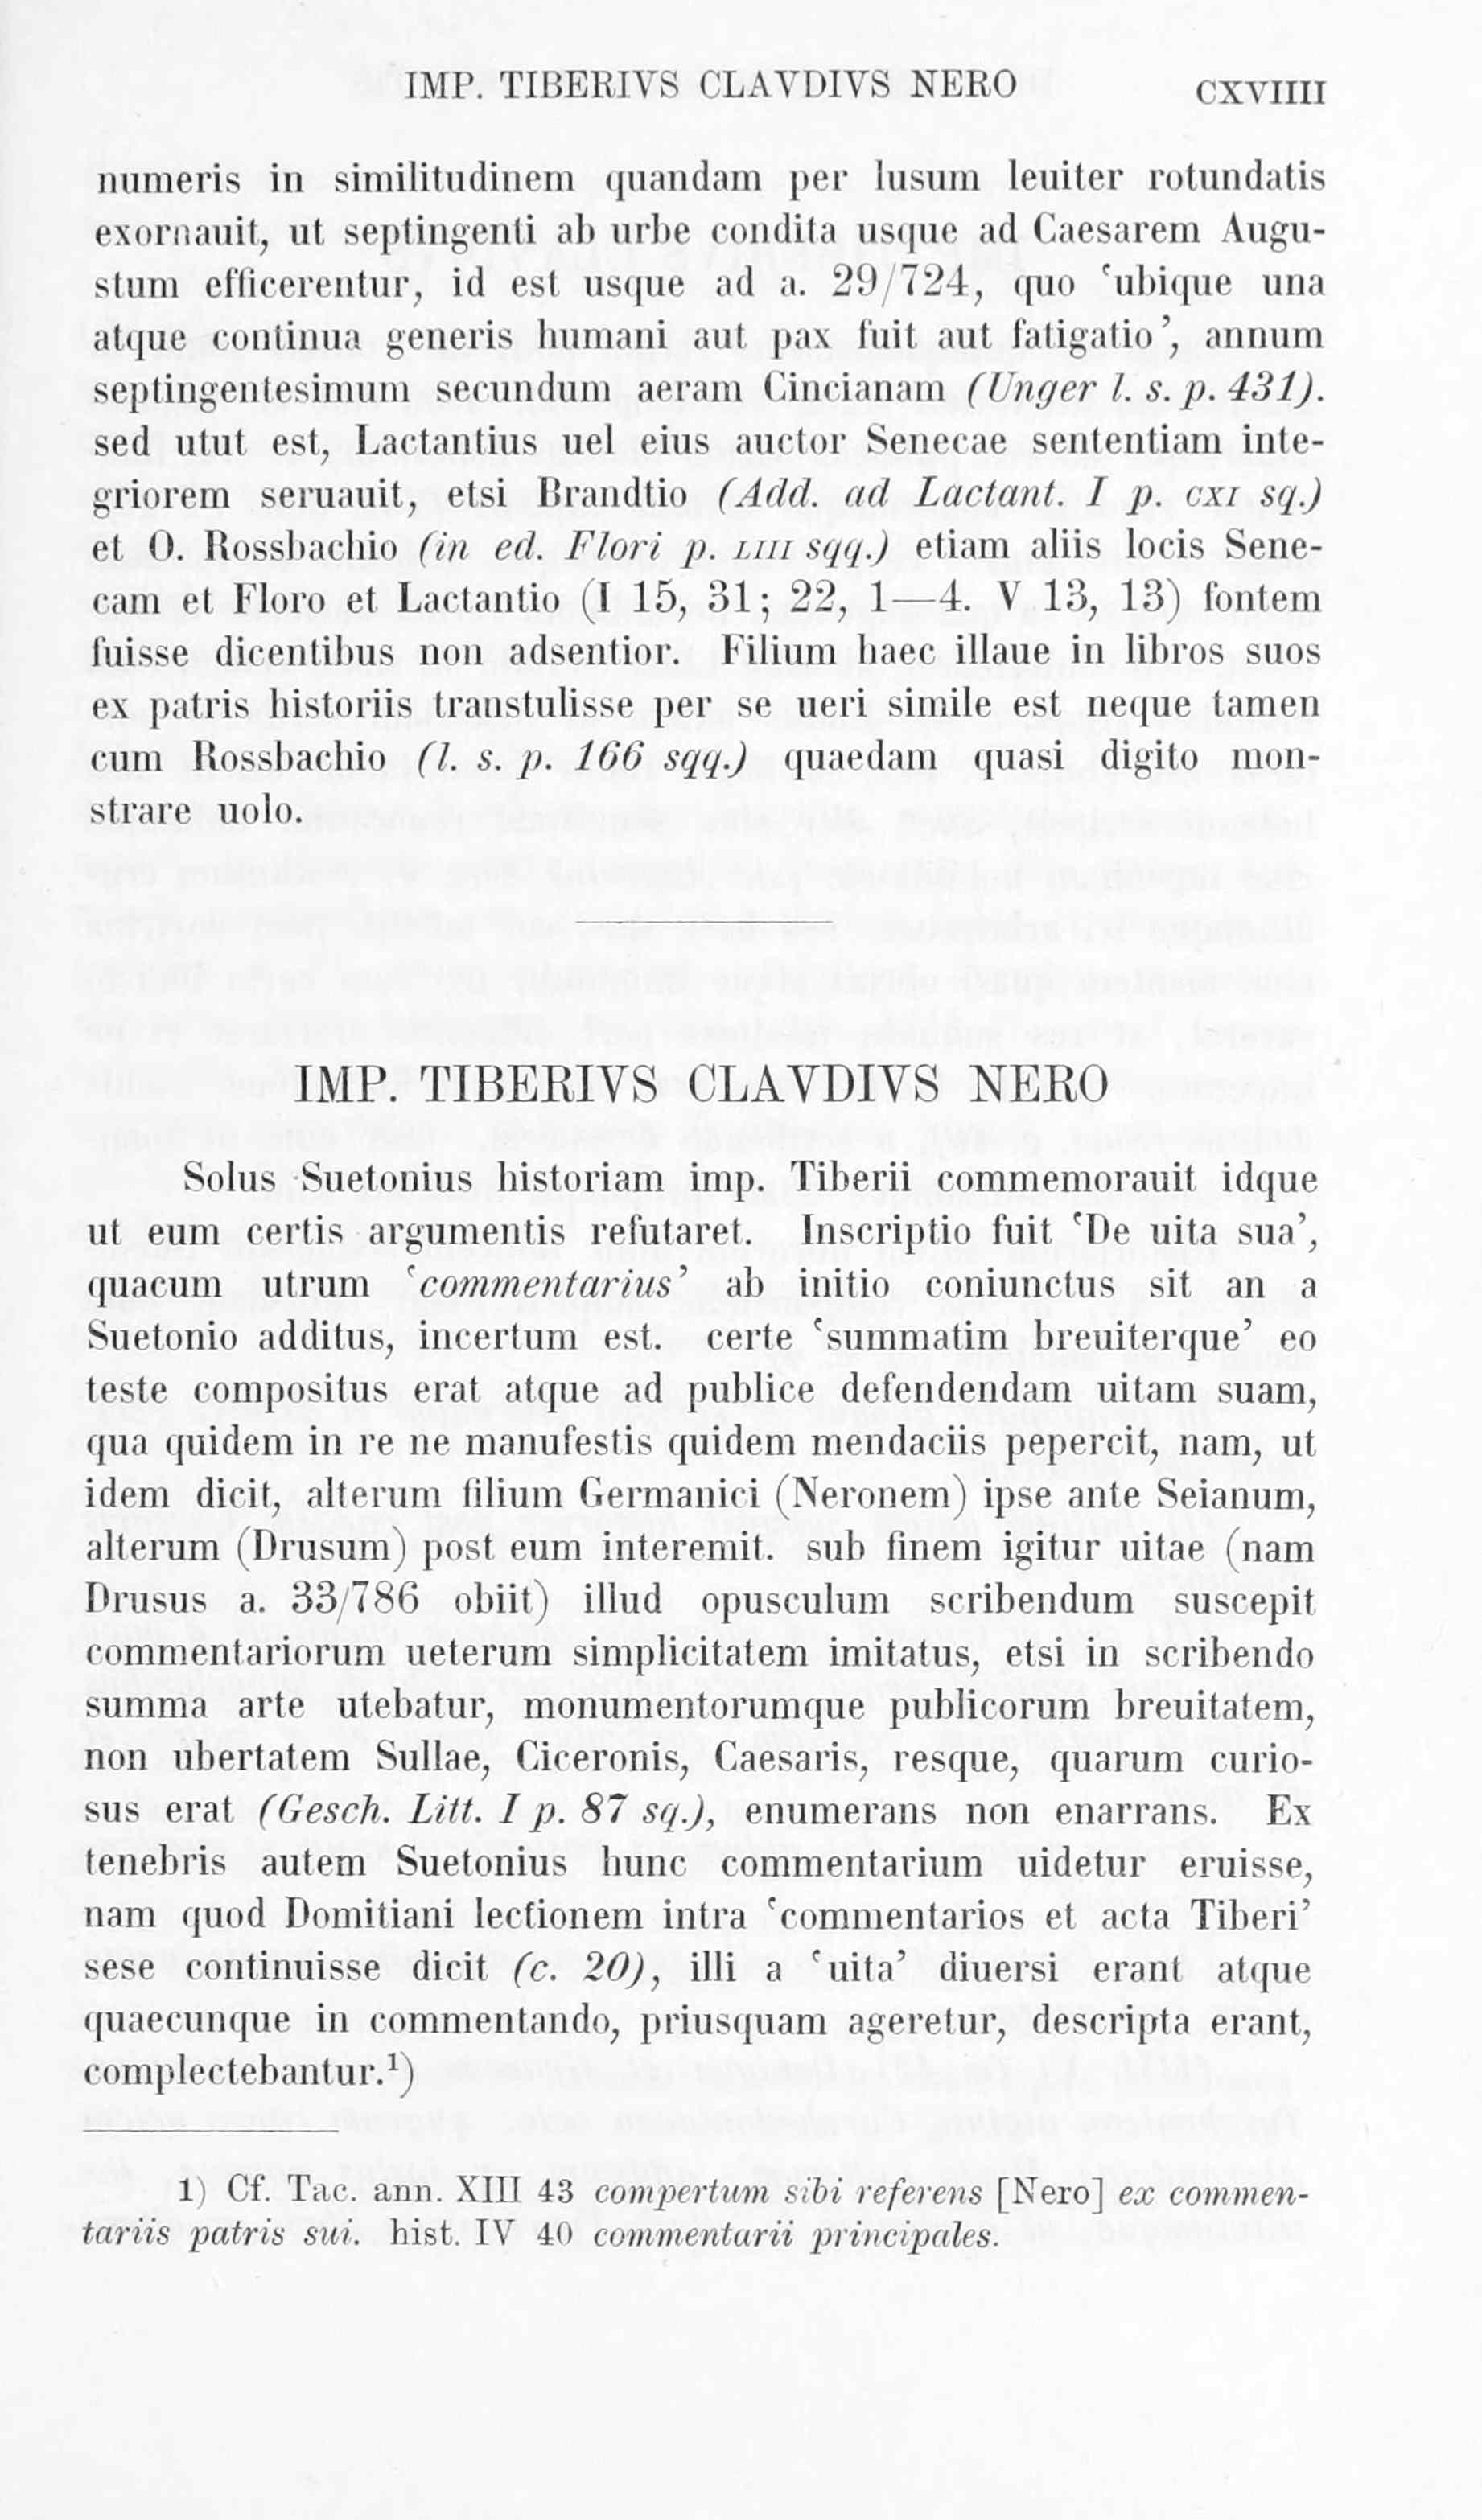 IMP. TIBERIVS CLAVDIVS NERO CXVIIII
numeris in similitudinem quandam per lusum leuiter rotundatis
exornauit, ut septingenti ab urbe condita usque ad Caesarem Augu-
stum efficerentur, id est usque ad a. 29/724, quo ‘ubique una
atque continua generis humani aut pax fuit aut fatigatio’, annum
septingentesimum secundum aeram Cincianam (Unger l. s. p. 431).
sed utut est, Lactantius uel eius auctor Senecae sententiam inte-
griorem seruauit, etsi Brandtio (Add. ad Lactant. I p. CXI sq.)
et O. Rossbachio (in ed. Flori p. LIII sqq.) etiam aliis locis Sene-
cam et Floro et Lactantio (I 15, 31; 22, 1—4. V 13, 13) fontem
fuisse dicentibus non adsentior. Filium haec illaue in libros suos
ex patris historiis transtulisse per se ueri simile est neque tamen
cum Rossbachio (l. s. p. 166 sqq.) quaedam quasi digito mon-
strare uolo.
IMP. TIBERIVS CLAVDIVS NERO
Solus Suetonius historiam imp. Tiberii commemorauit idque
ut eum certis argumentis refutaret. Inscriptio fuit ‘De uita sua’,
quacum utrum ‘commentarius’ ab initio coniunctus sit an a
Suetonio additus, incertum est. certe ‘summatim breuiterque’ eo
teste compositus erat atque ad publice defendendam uitam suam,
qua quidem in re ne manufestis quidem mendaciis pepercit, nam, ut
idem dicit, alterum filium Germanici (Neronem) ipse ante Seianum,
alterum (Drusum) post eum interemit. sub finem igitur uitae (nam
Drusus a. 33/786 obiit) illud opusculum scribendum suscepit
commentariorum ueterum simplicitatem imitatus, etsi in scribendo
summa arte utebatur, monumentorumque publicorum breuitatem,
non ubertatem Sullae, Ciceronis, Caesaris, resque, quarum curio-
sus erat (Gesch. Litt. I p. 87 sq.), enumerans non enarrans. Ex
tenebris autem Suetonius hunc commentarium uidetur eruisse,
nam quod Domitiani lectionem intra ‘commentarios et acta Tiberi’
sese continuisse dicit (c. 20), illi a ‘uita’ diuersi erant atque
quaecunque in commentando, priusquam ageretur, descripta erant,
complectebantur.¹)
1) Cf. Tac. ann. XIII 43 compertum sibi referens [Nero] ex commen-
tariis patris sui. hist. IV 40 commentarii principales.